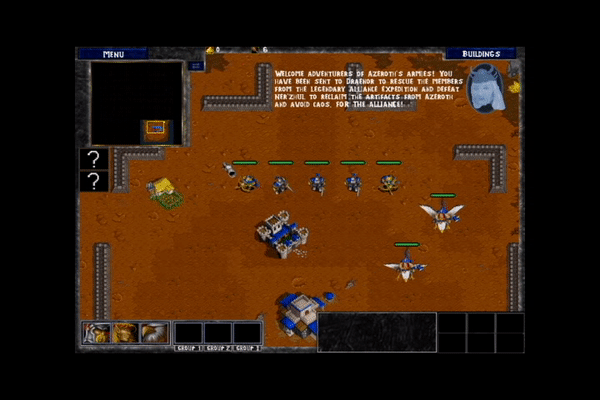 MENU
0
6
BUILDINGS
WELCOME ADVENTURERS OF AZEROTH'S ARMIES! YOU
HAVE BEEN SENT TO DRAENOR TO RESCUE THE MEMBERS
FROM THE LEGENDARY ALLIANCE EXPEDITION AND DEFEAT
NER'ZHUL TO RECLAIM THE ARTIFACTS FROM AZEROTH
AND AVOID CAOS, FOR THE ALLIANCE!
?
?
GROUP 1 GROUP 2 GROUP 3